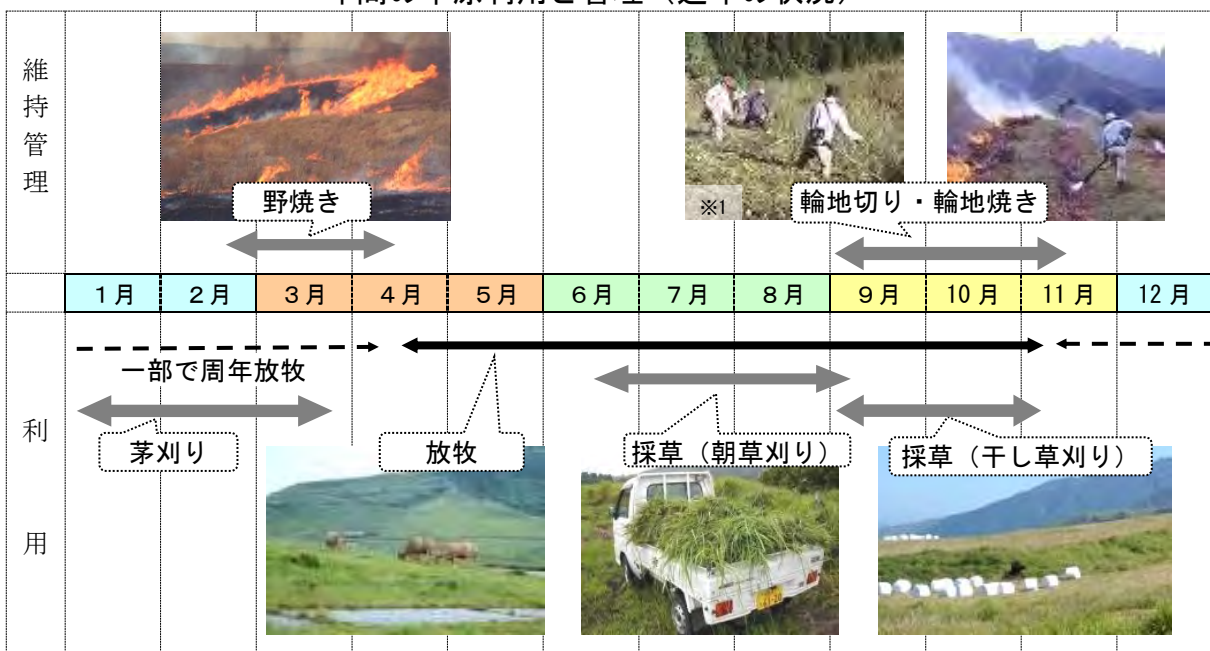 維持管理
野焼き
※1
輪地切り・輪地焼き
1月 2月 3月 4月 5月 6月 7月 8月 9月 10月 11月 12月
利用
一部で周年放牧
茅刈り
放牧
採草（朝草刈り）
採草（干し草刈り）